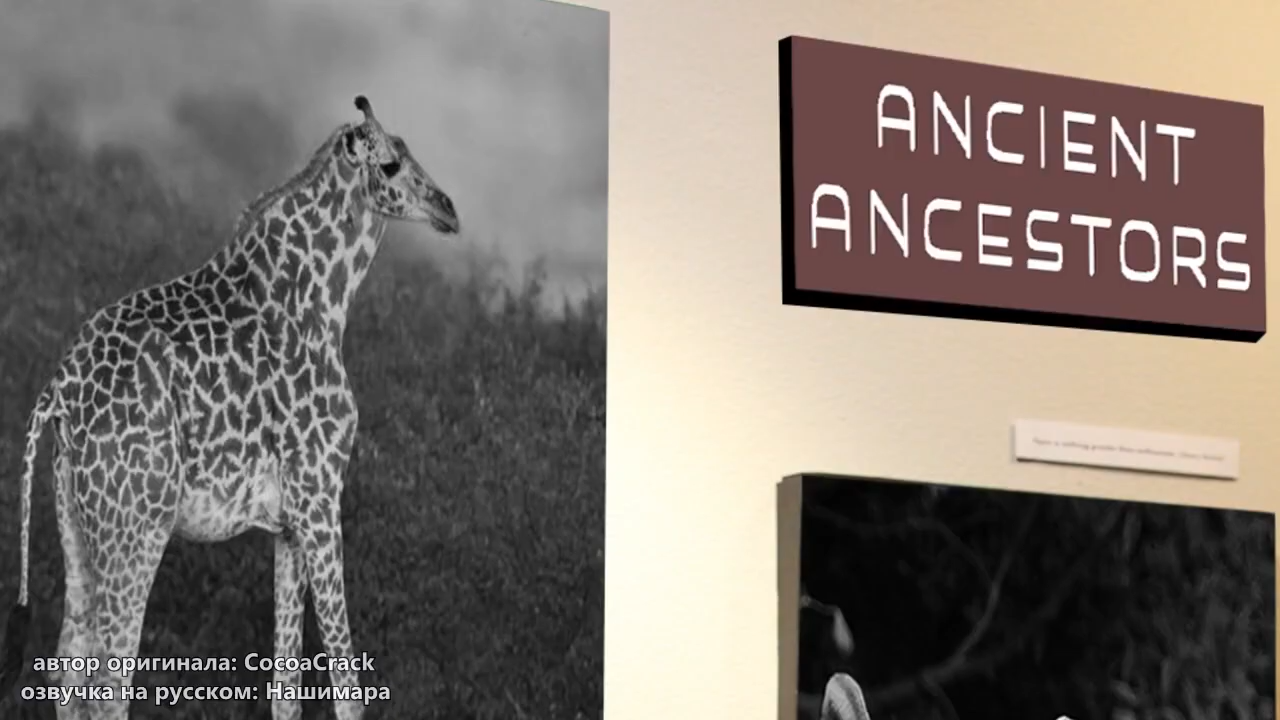 ANCIENT
ANCESTORS
автор оригинала: CocoaCrack
озвучка на русском: Нашимара